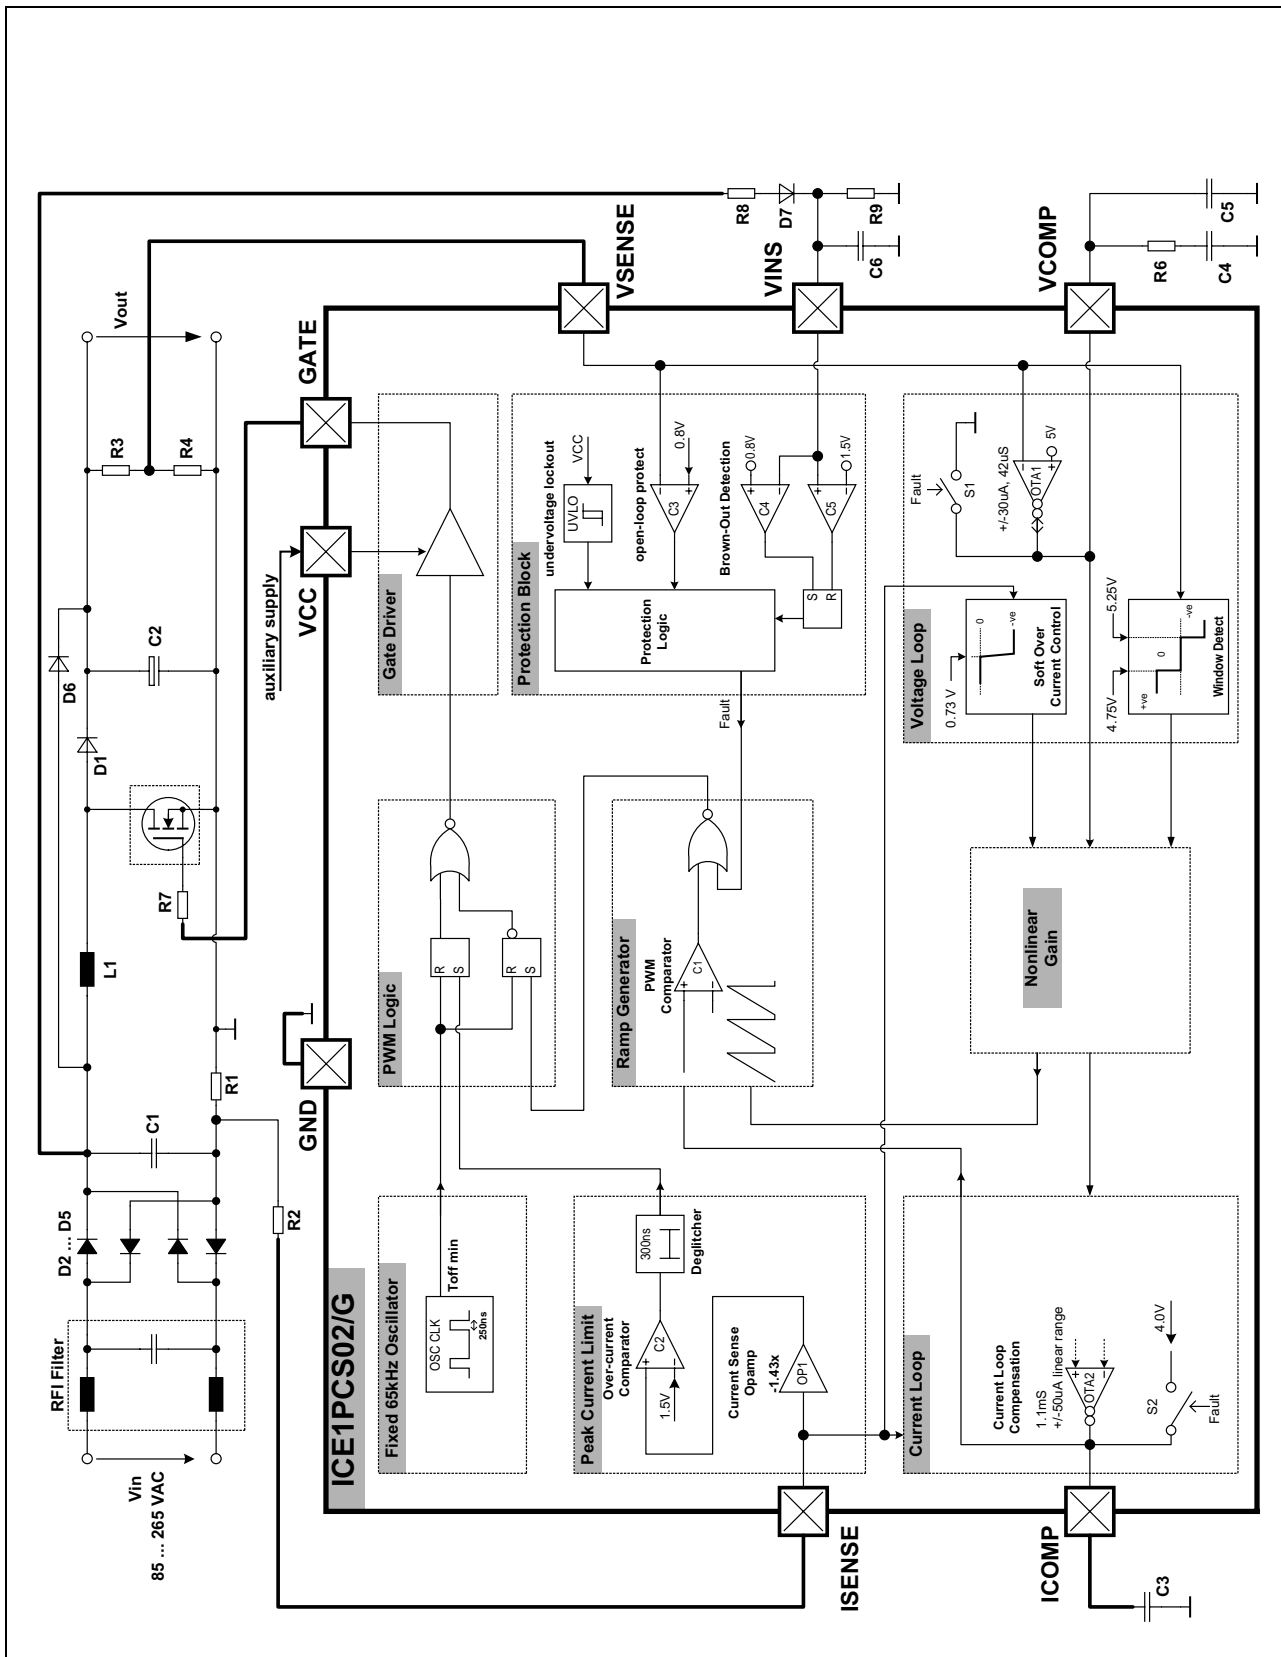 Vin
85 ... 265 VAC
RFI Filter
D2 ... D5
C1
R1
R2
L1
R7
D1
D6
C2
R3
R4
Vout
auxiliary supply
GND
VCC
GATE
VSENSE
VINS
VCOMP
ISENSE
ICOMP
R8
D7
R9
C6
R6
C4
C5
C3
ICE1PCS02/G
Fixed 65kHz Oscillator
OSC CLK
250ns
Toff min
PWM Logic
R
S
R
S
Gate Driver
Peak Current Limit
Over-current
Comparator
1.5V
C2
+
−
300ns
Deglitcher
Current Sense
Opamp
-1.43x
OP1
Ramp Generator
PWM
Comparator
C1
+
−
Protection Block
undervoltage lockout
UVLO
VCC
open-loop protect
C3
−
+
0.8V
Brown-Out Detection
C4
+
−
0.8V
C5
+
−
1.5V
S
R
Protection
Logic
Fault
Current Loop
Current Loop
Compensation
1.1mS
+/-50uA linear range
OTA2
+
−
4.0V
S2
Fault
Nonlinear
Gain
Voltage Loop
Fault
S1
+/-30uA, 42uS
OTA1
−
+
5V
0.73 V
0
-ve
Soft Over
Current Control
4.75V
5.25V
+ve
0
-ve
Window Detect